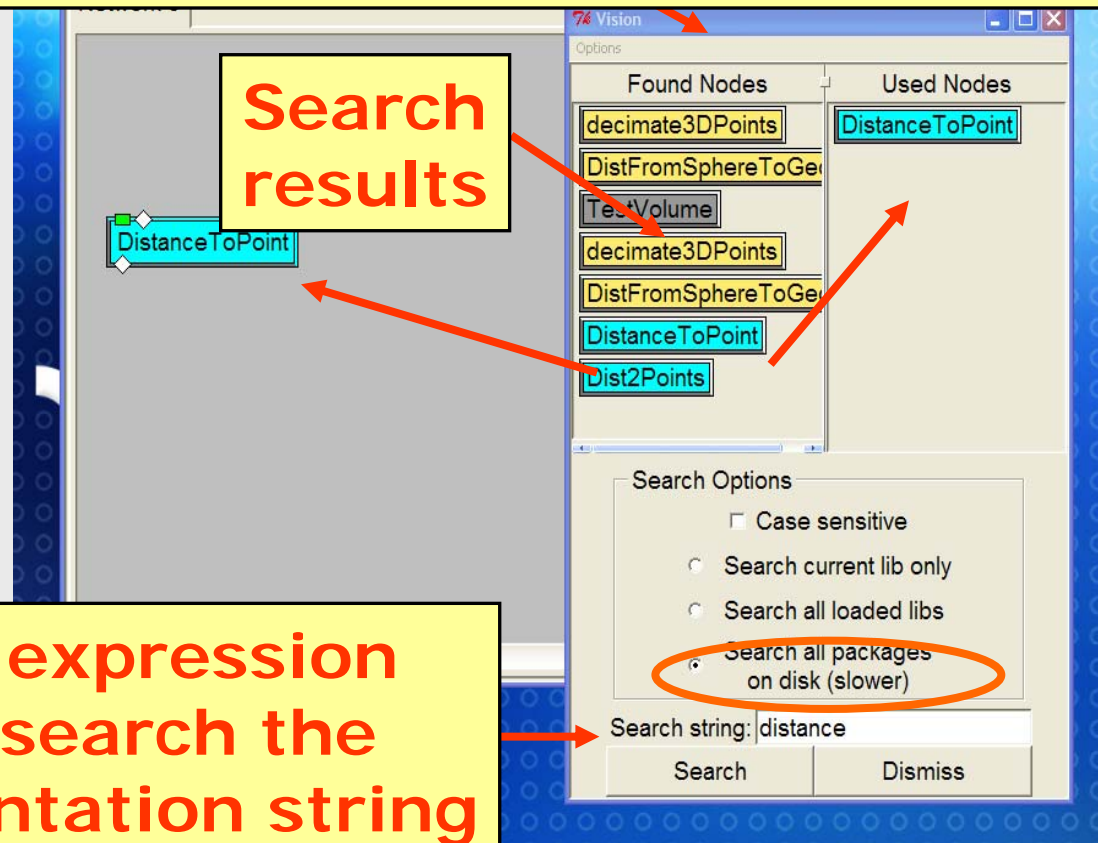 Vision
Options
Found Nodes
Used Nodes
Search
results
decimate3DPoints
DistFromSphereToGe
TestVolume
decimate3DPoints
DistFromSphereToGe
DistanceToPoint
Dist2Points
DistanceToPoint
DistanceToPoint
Search Options
Case sensitive
Search current lib only
Search all loaded libs
Search all packages
on disk (slower)
expression
search the
ntation string
Search string: distance
Search
Dismiss